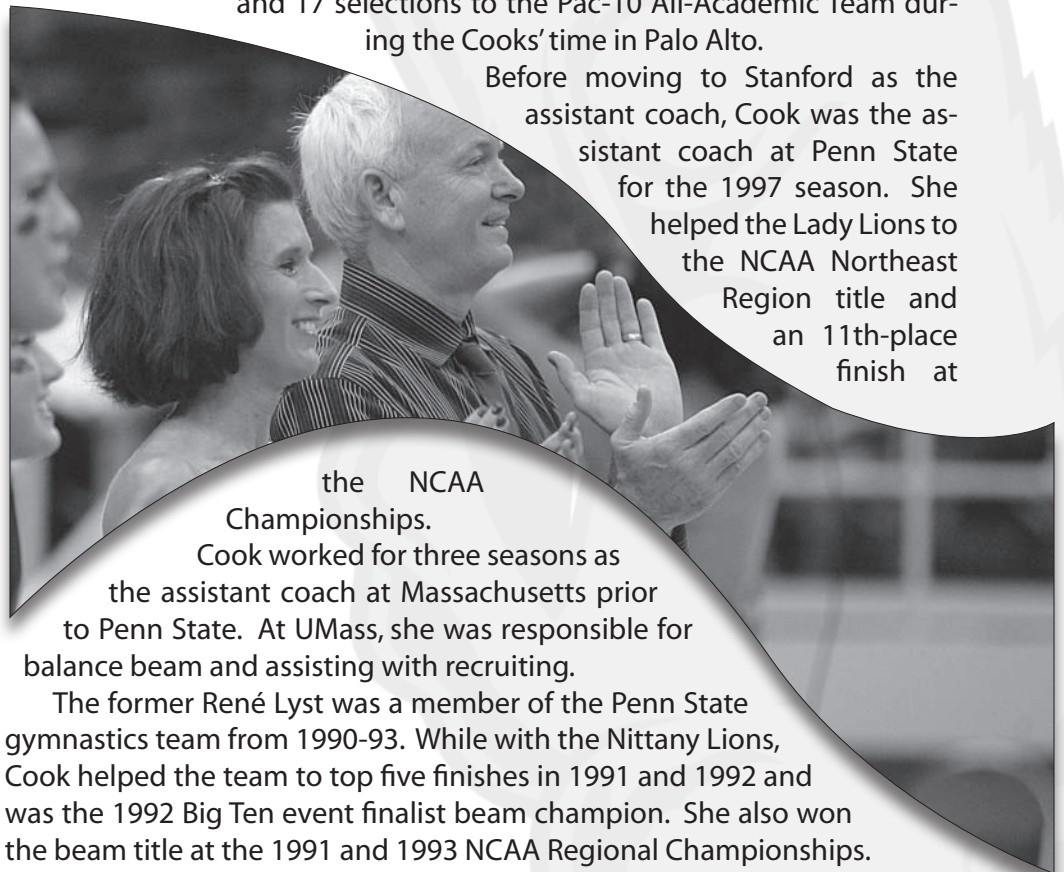 and 17 selections to the Pac-10 All-Academic Team dur-
ing the Cooks' time in Palo Alto.
Before moving to Stanford as the
assistant coach, Cook was the as-
sistant coach at Penn State
for the 1997 season. She
helped the Lady Lions to
the NCAA Northeast
Region title and
an 11th-place
finish at
the NCAA
Championships.
Cook worked for three seasons as
the assistant coach at Massachusetts prior
to Penn State. At UMass, she was responsible for
balance beam and assisting with recruiting.
The former René Lyst was a member of the Penn State
gymnastics team from 1990-93. While with the Nittany Lions,
Cook helped the team to top five finishes in 1991 and 1992 and
was the 1992 Big Ten event finalist beam champion. She also won
the beam title at the 1991 and 1993 NCAA Regional Championships.